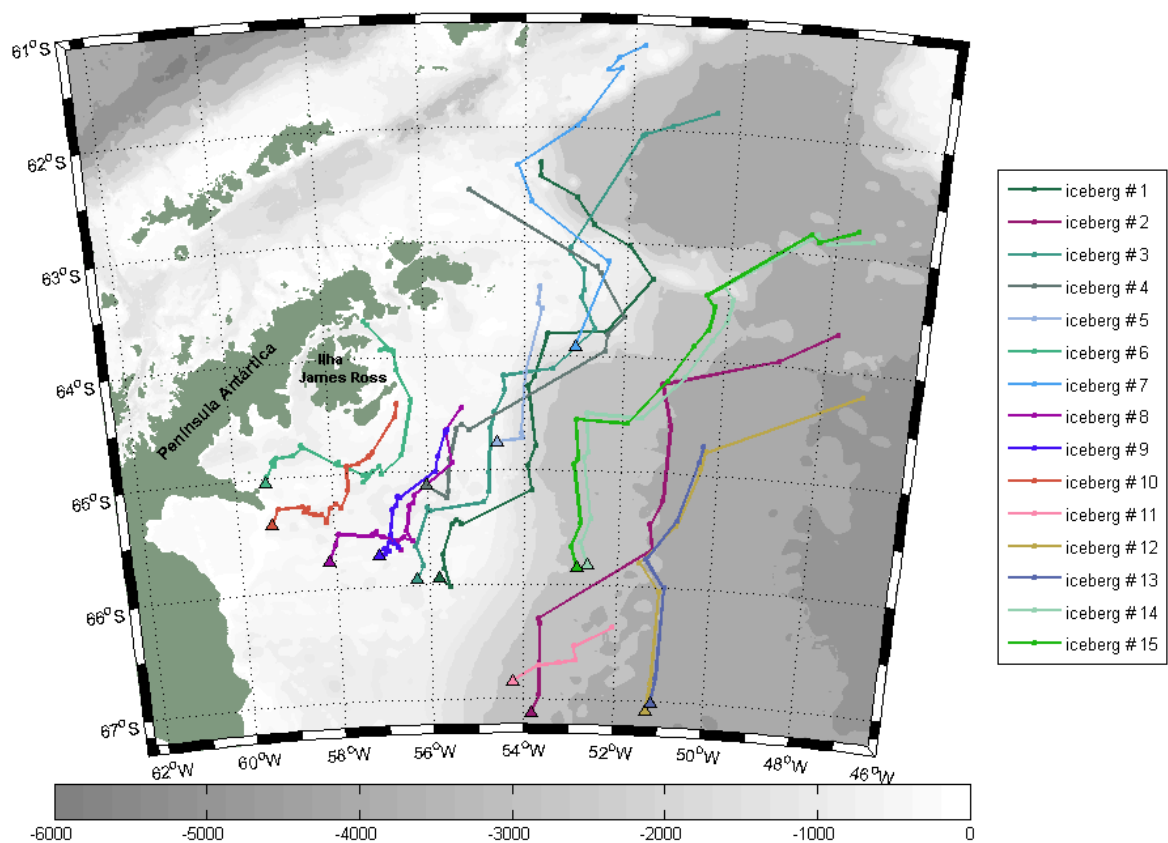 61°S
62°S
63°S
64°S
65°S
66°S
67°S
62°W
60°W
58°W
56°W
54°W
52°W
50°W
48°W
46°W
Península Antártica
Ilha
James Ross
iceberg # 1
iceberg # 2
iceberg # 3
iceberg # 4
iceberg # 5
iceberg # 6
iceberg # 7
iceberg # 8
iceberg # 9
iceberg # 10
iceberg # 11
iceberg # 12
iceberg # 13
iceberg # 14
iceberg # 15
-6000 -5000 -4000 -3000 -2000 -1000 0